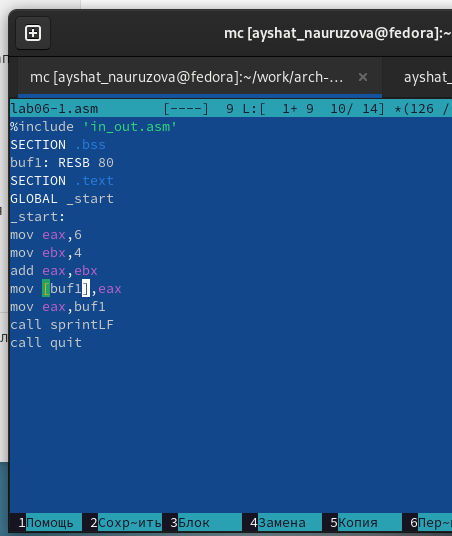 mc [ayshat_nauruzova@fedora]:~
mc [ayshat_nauruzova@fedora]:~/work/arch-... × ayshat_
lab06-1.asm [----] 9 L:[ 1+ 9 10/ 14] *(126 /
%include 'in_out.asm'
SECTION .bss
buf1: RESB 80
SECTION .text
GLOBAL _start
_start:
mov eax,6
mov ebx,4
add eax,ebx
mov [buf1],eax
mov eax,buf1
call sprintLF
call quit
1Помощь 2Сохр~ить 3Блок 4Замена 5Копия 6Пер~